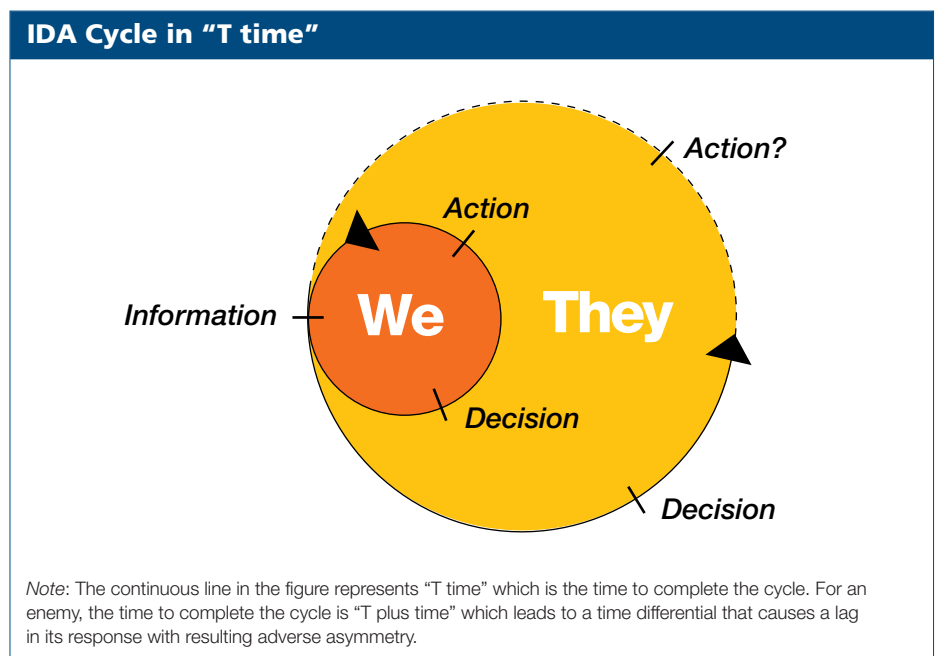 IDA Cycle in “T time”
Action?
Action
Information
We
They
Decision
Decision
Note: The continuous line in the figure represents “T time” which is the time to complete the cycle. For an
enemy, the time to complete the cycle is “T plus time” which leads to a time differential that causes a lag
in its response with resulting adverse asymmetry.